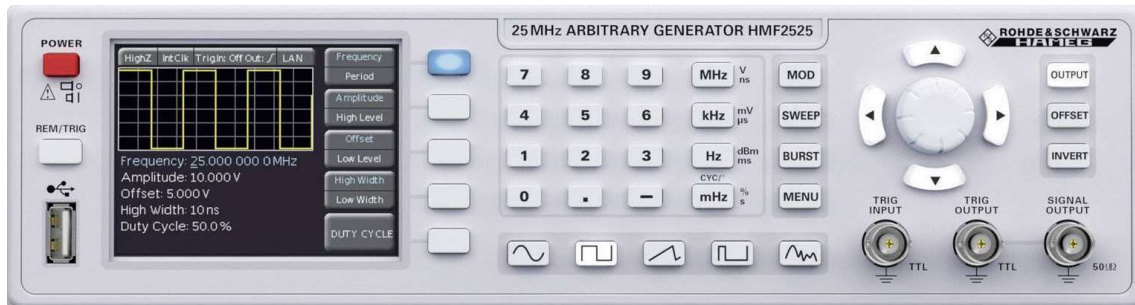 25 MHz ARBITRARY GENERATOR HMF2525
ROHDE & SCHWARZ
HAMEG
POWER
REM/TRIG
HighZ IntClk Trig.In: Off Out: LAN
Frequency: 25.000 000 0 MHz
Amplitude: 10.000 V
Offset: 5.000 V
High Width: 10 ns
Duty Cycle: 50.0 %
Frequency
Period
Amplitude
High Level
Offset
Low Level
High Width
Low Width
DUTY CYCLE
7 8 9 MHz V ns MOD
4 5 6 kHz mV µs SWEEP
1 2 3 Hz dBm ms BURST
CYC/°
0 . − mHz % s MENU
OUTPUT
OFFSET
INVERT
TRIG INPUT
TTL
TRIG OUTPUT
TTL
SIGNAL OUTPUT
50Ω